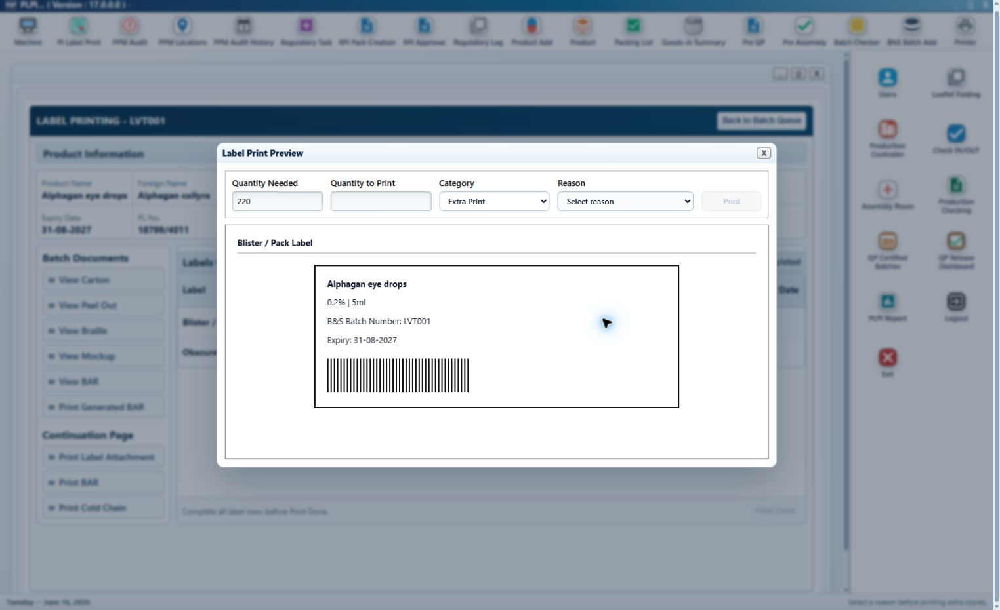 PLPI... ( Version : 17.0.0.0 ) -
Machine
PI Label Print
PPM Audit
PPM Locations
PPM Audit History
Regulatory Task
RPI Pack Creation
RPI Approval
Regulatory Log
Product Add
Product
Packing List
Goods in Summary
Pre QP
Pre Assembly
Batch Checker
BNS Batch Add
Printer
LABEL PRINTING - LVT001
Back to Batch Queue
Product Information
Product Name
Foreign Name
Alphagan eye drops
Alphagan collyre
Expiry Date
PL No.
31-08-2027
18799/4011
Batch Documents
View Carton
View Peel Out
View Braille
View Mockup
View BAR
Print Generated BAR
Continuation Page
Print Label Attachment
Print BAR
Print Cold Chain
Labels
Label
Date
Blister /
Obscure
Complete all label rows before Print Done.
Print Done
Label Print Preview
X
Quantity Needed
Quantity to Print
Category
Reason
220
Extra Print
Select reason
Print
Blister / Pack Label
Alphagan eye drops
0.2% | 5ml
B&S Batch Number: LVT001
Expiry: 31-08-2027
Users
Leaflet Folding
Production Controller
Check IN/OUT
Assembly Room
Production Checking
QP Certified Batches
QP Release Dashboard
PLPI Report
Logout
Exit
Tuesday -- June 16, 2026
Select a reason before printing extra copies.